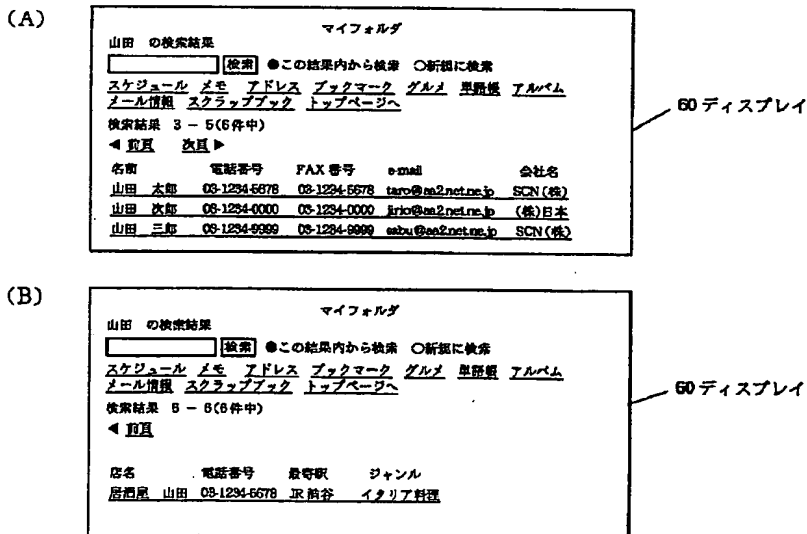 (A)
マイフォルダ
山田 の検索結果
検索 ●この結果内から検索 ○新規に検索
スケジュール メモ アドレス ブックマーク グルメ 単語帳 アルバム
メール情報 スクラップブック トップページへ
60 ディスプレイ
検索結果 3 - 5(6件中)
◀ 前頁 次頁 ▶
名前 電話番号 FAX 番号 e-mail 会社名
山田 太郎 03-1234-5678 03-1234-5678 taro@aa2.net.ne.jp SCN(株)
山田 次郎 03-1234-0000 03-1234-0000 jirio@aa2.net.ne.jp (株)日本
山田 三郎 03-1234-9999 03-1234-9999 sabu@aa2.net.ne.jp SCN(株)
(B)
マイフォルダ
山田 の検索結果
検索 ●この結果内から検索 ○新規に検索
スケジュール メモ アドレス ブックマーク グルメ 単語帳 アルバム
メール情報 スクラップブック トップページへ
60 ディスプレイ
検索結果 6 - 6(6件中)
◀ 前頁
店名 電話番号 最寄駅 ジャンル
居酒屋 山田 03-1234-5678 JR 渋谷 イタリア料理